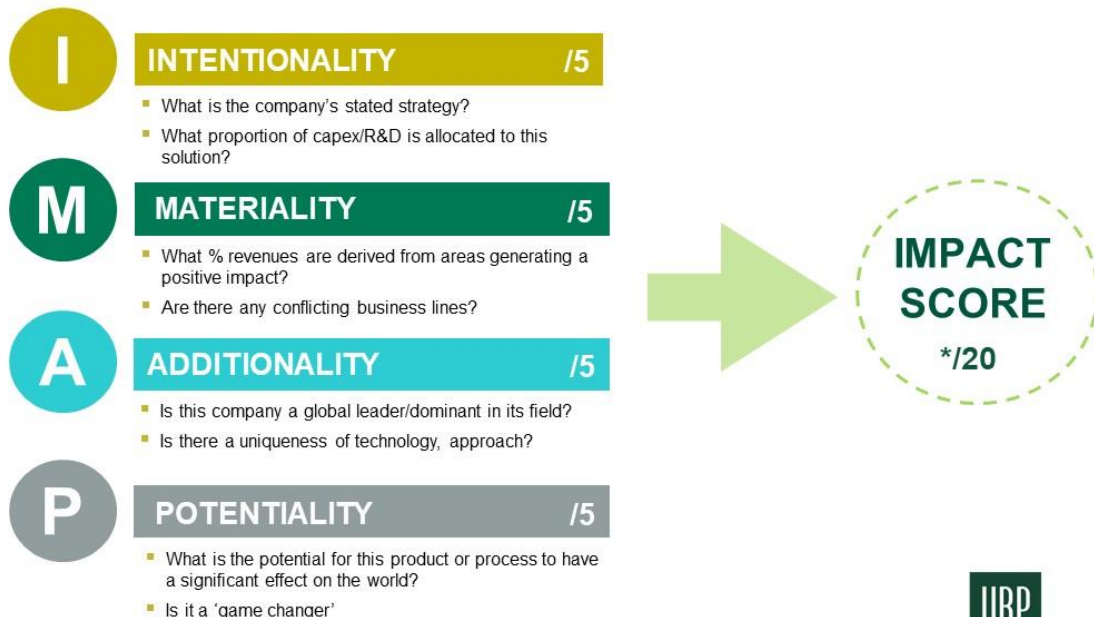 I
INTENTIONALITY /5
▪ What is the company's stated strategy?
▪ What proportion of capex/R&D is allocated to this
solution?
M
MATERIALITY /5
▪ What % revenues are derived from areas generating a
positive impact?
▪ Are there any conflicting business lines?
A
ADDITIONALITY /5
▪ Is this company a global leader/dominant in its field?
▪ Is there a uniqueness of technology, approach?
P
POTENTIALITY /5
▪ What is the potential for this product or process to have
a significant effect on the world?
▪ Is it a 'game changer'
IMPACT
SCORE
*/20
UBP